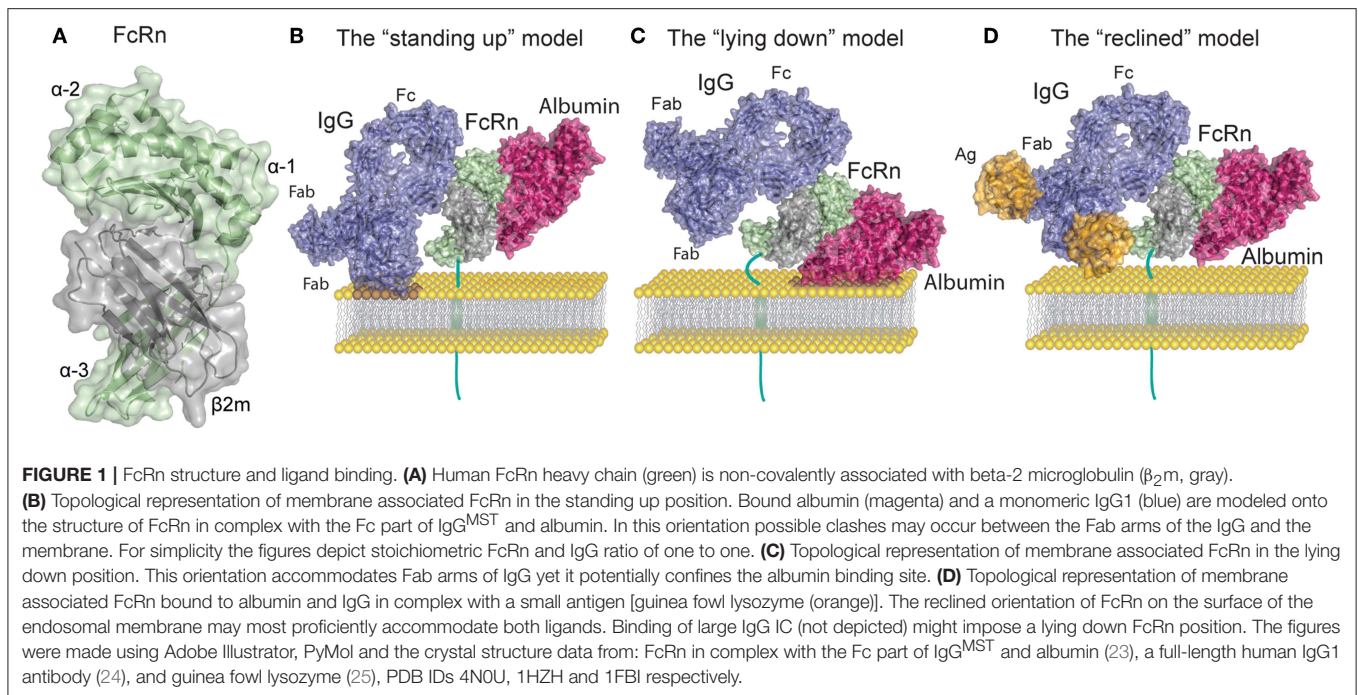 A
FcRn
α-2
α-1
α-3
β2m
B
The “standing up” model
IgG
Fc
FcRn
Albumin
Fab
Fab
C
The “lying down” model
IgG
Fc
Fab
FcRn
Fab
Albumin
D
The “reclined” model
IgG
Fc
FcRn
Ag
Fab
Albumin
FIGURE 1 | FcRn structure and ligand binding. (A) Human FcRn heavy chain (green) is non-covalently associated with beta-2 microglobulin (β2m, gray).
(B) Topological representation of membrane associated FcRn in the standing up position. Bound albumin (magenta) and a monomeric IgG1 (blue) are modeled onto
the structure of FcRn in complex with the Fc part of IgGMST and albumin. In this orientation possible clashes may occur between the Fab arms of the IgG and the
membrane. For simplicity the figures depict stoichiometric FcRn and IgG ratio of one to one. (C) Topological representation of membrane associated FcRn in the lying
down position. This orientation accommodates Fab arms of IgG yet it potentially confines the albumin binding site. (D) Topological representation of membrane
associated FcRn bound to albumin and IgG in complex with a small antigen [guinea fowl lysozyme (orange)]. The reclined orientation of FcRn on the surface of the
endosomal membrane may most proficiently accommodate both ligands. Binding of large IgG IC (not depicted) might impose a lying down FcRn position. The figures
were made using Adobe Illustrator, PyMol and the crystal structure data from: FcRn in complex with the Fc part of IgGMST and albumin (23), a full-length human IgG1
antibody (24), and guinea fowl lysozyme (25), PDB IDs 4N0U, 1HZH and 1FBI respectively.